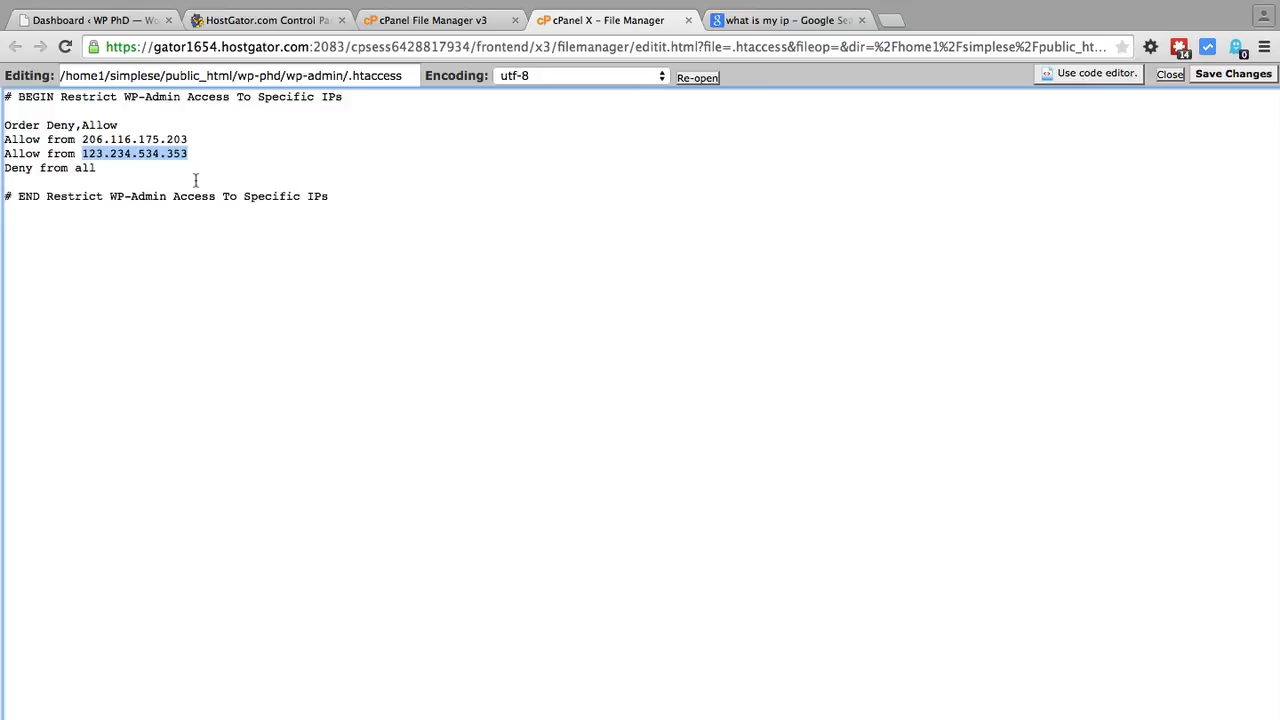 Dashboard ‹ WP PhD — W
HostGator.com Control Pa
cPanel File Manager v3
cPanel X - File Manager
what is my ip - Google Sea
https://gator1654.hostgator.com:2083/cpsess6428817934/frontend/x3/filemanager/editit.html?file=.htaccess&fileop=&dir=%2Fhome1%2Fsimplese%2Fpublic_ht...
14
0
Editing: /home1/simplese/public_html/wp-phd/wp-admin/.htaccess Encoding: utf-8 Re-open Use code editor. Close Save Changes
# BEGIN Restrict WP-Admin Access To Specific IPs
Order Deny,Allow
Allow from 206.116.175.203
Allow from 123.234.534.353
Deny from all
# END Restrict WP-Admin Access To Specific IPs